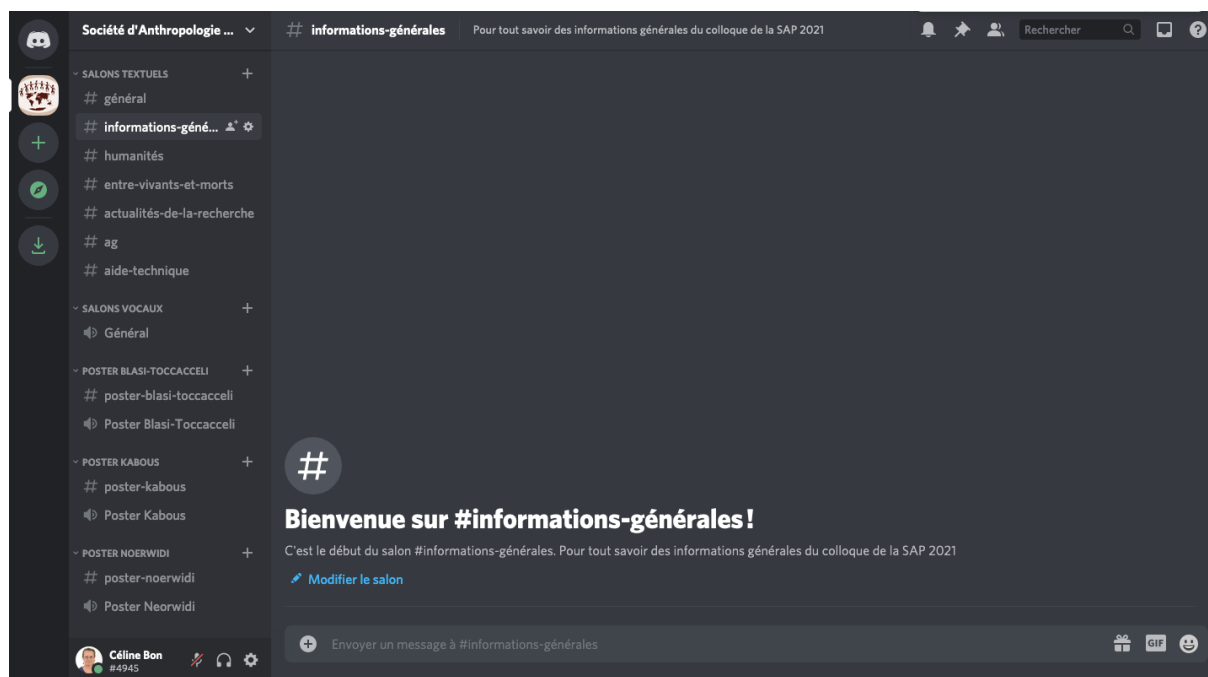 Société d'Anthropologie ...
SALONS TEXTUELS
général
informations-géné...
humanités
entre-vivants-et-morts
actualités-de-la-recherche
ag
aide-technique
SALONS VOCAUX
Général
POSTER BLASI-TOCCACCELI
poster-blasi-toccacceli
Poster Blasi-Toccacceli
POSTER KABOUS
poster-kabous
Poster Kabous
POSTER NOERWIDI
poster-noerwidi
Poster Neorwidi
Céline Bon
#4945
# informations-générales Pour tout savoir des informations générales du colloque de la SAP 2021 Rechercher
#
Bienvenue sur #informations-générales !
C'est le début du salon #informations-générales. Pour tout savoir des informations générales du colloque de la SAP 2021
Modifier le salon
Envoyer un message à #informations-générales GIF